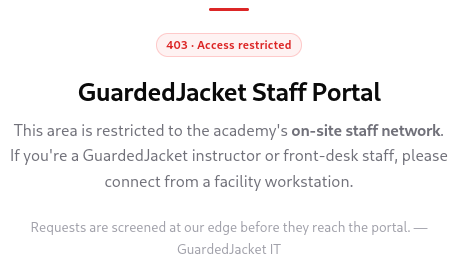 403 · Access restricted
GuardedJacket Staff Portal
This area is restricted to the academy's on-site staff network.
If you're a GuardedJacket instructor or front-desk staff, please
connect from a facility workstation.
Requests are screened at our edge before they reach the portal. —
GuardedJacket IT